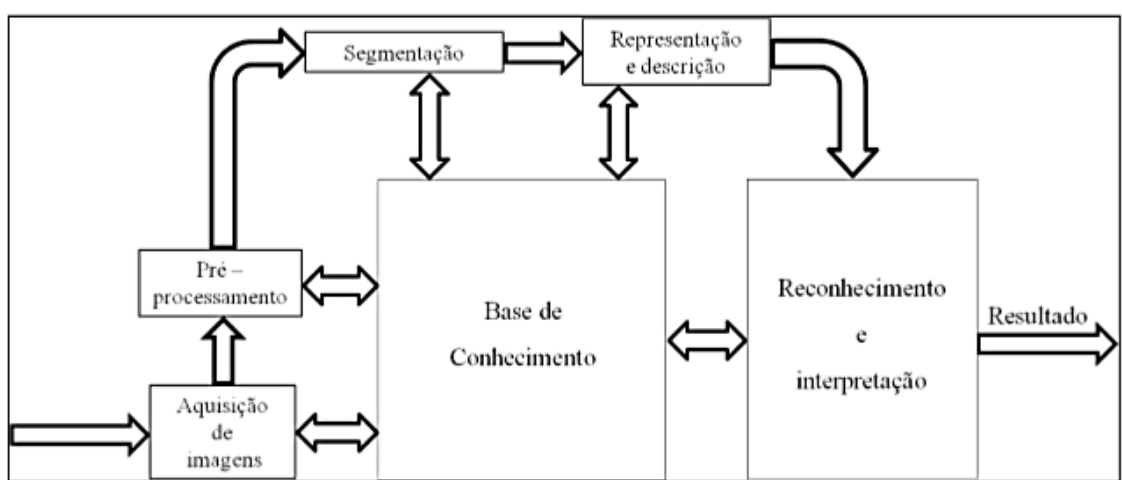 Segmentação
Representação
e descrição
Pré –
processamento
Base de
Conhecimento
Reconhecimento
e
interpretação
Resultado
Aquisição
de
imagens